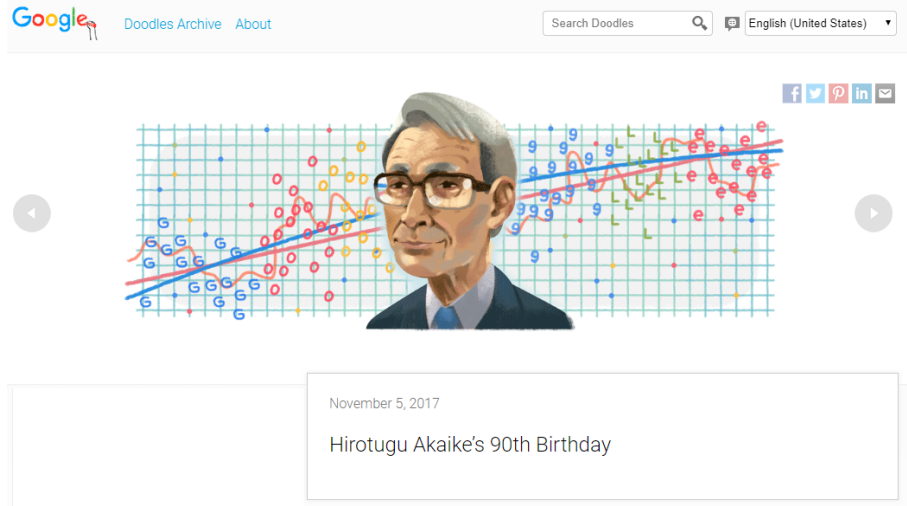 Google
Doodles Archive About
Search Doodles
English (United States)
G G G G G G G G G G G G G G
O O O O O O O O O O O O O O
O O O O O O O O O O
g g g g g g g g g g g g g g
L L L L L L L L L L L L L L
e e e e e e e e e e e e e e
November 5, 2017
Hirotugu Akaike's 90th Birthday